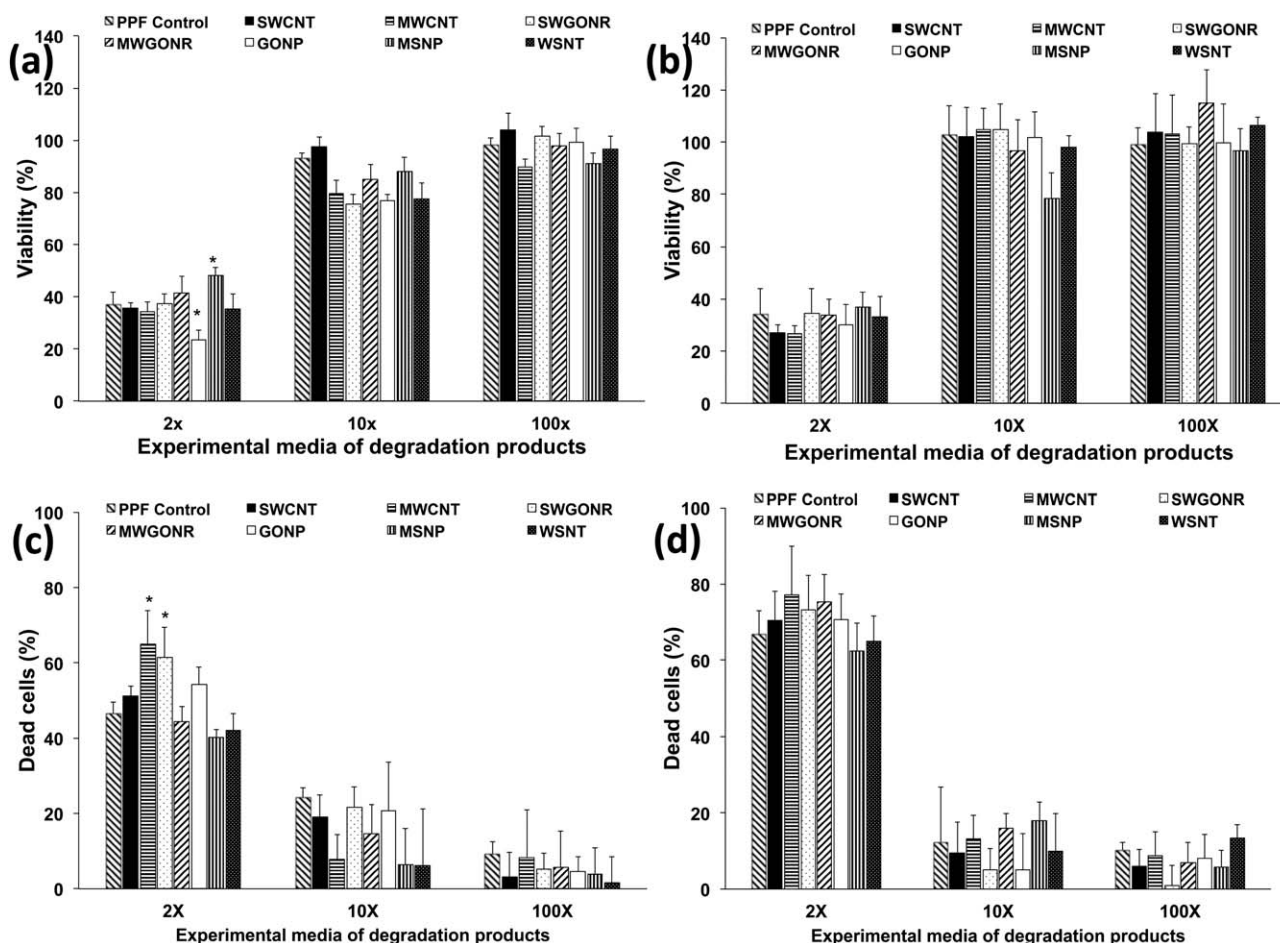 (a)
PPF Control SWCNT MWCNT SWGONR
MWGONR GONP MSNP WSNT
140
120
100
80
60
40
20
0
Viability (%)
*
*
2x 10x 100x
Experimental media of degradation products
(b)
PPF Control SWCNT MWCNT SWGONR
MWGONR GONP MSNP WSNT
140
120
100
80
60
40
20
0
Viability (%)
2X 10X 100X
Experimental media of degradation products
(c)
PPF Control SWCNT MWCNT SWGONR
MWGONR GONP MSNP WSNT
100
80
60
40
20
0
Dead cells (%)
* *
2X 10X 100X
Experimental media of degradation products
(d)
PPF Control SWCNT MWCNT SWGONR
MWGONR GONP MSNP WSNT
100
80
60
40
20
0
Dead cells (%)
2X 10X 100X
Experimental media of degradation products